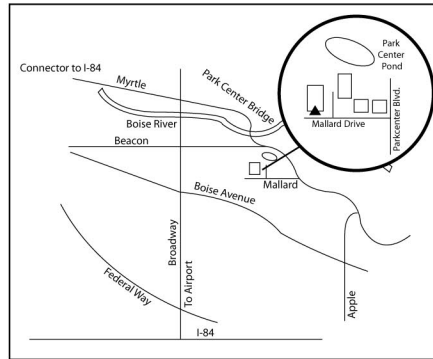 Park
Center
Pond
Connector to I-84
Myrtle
Park Center Bridge
Parkcenter Blvd.
Mallard Drive
Boise River
Beacon
Mallard
Boise Avenue
Broadway
Federal Way
To Airport
Apple
I-84